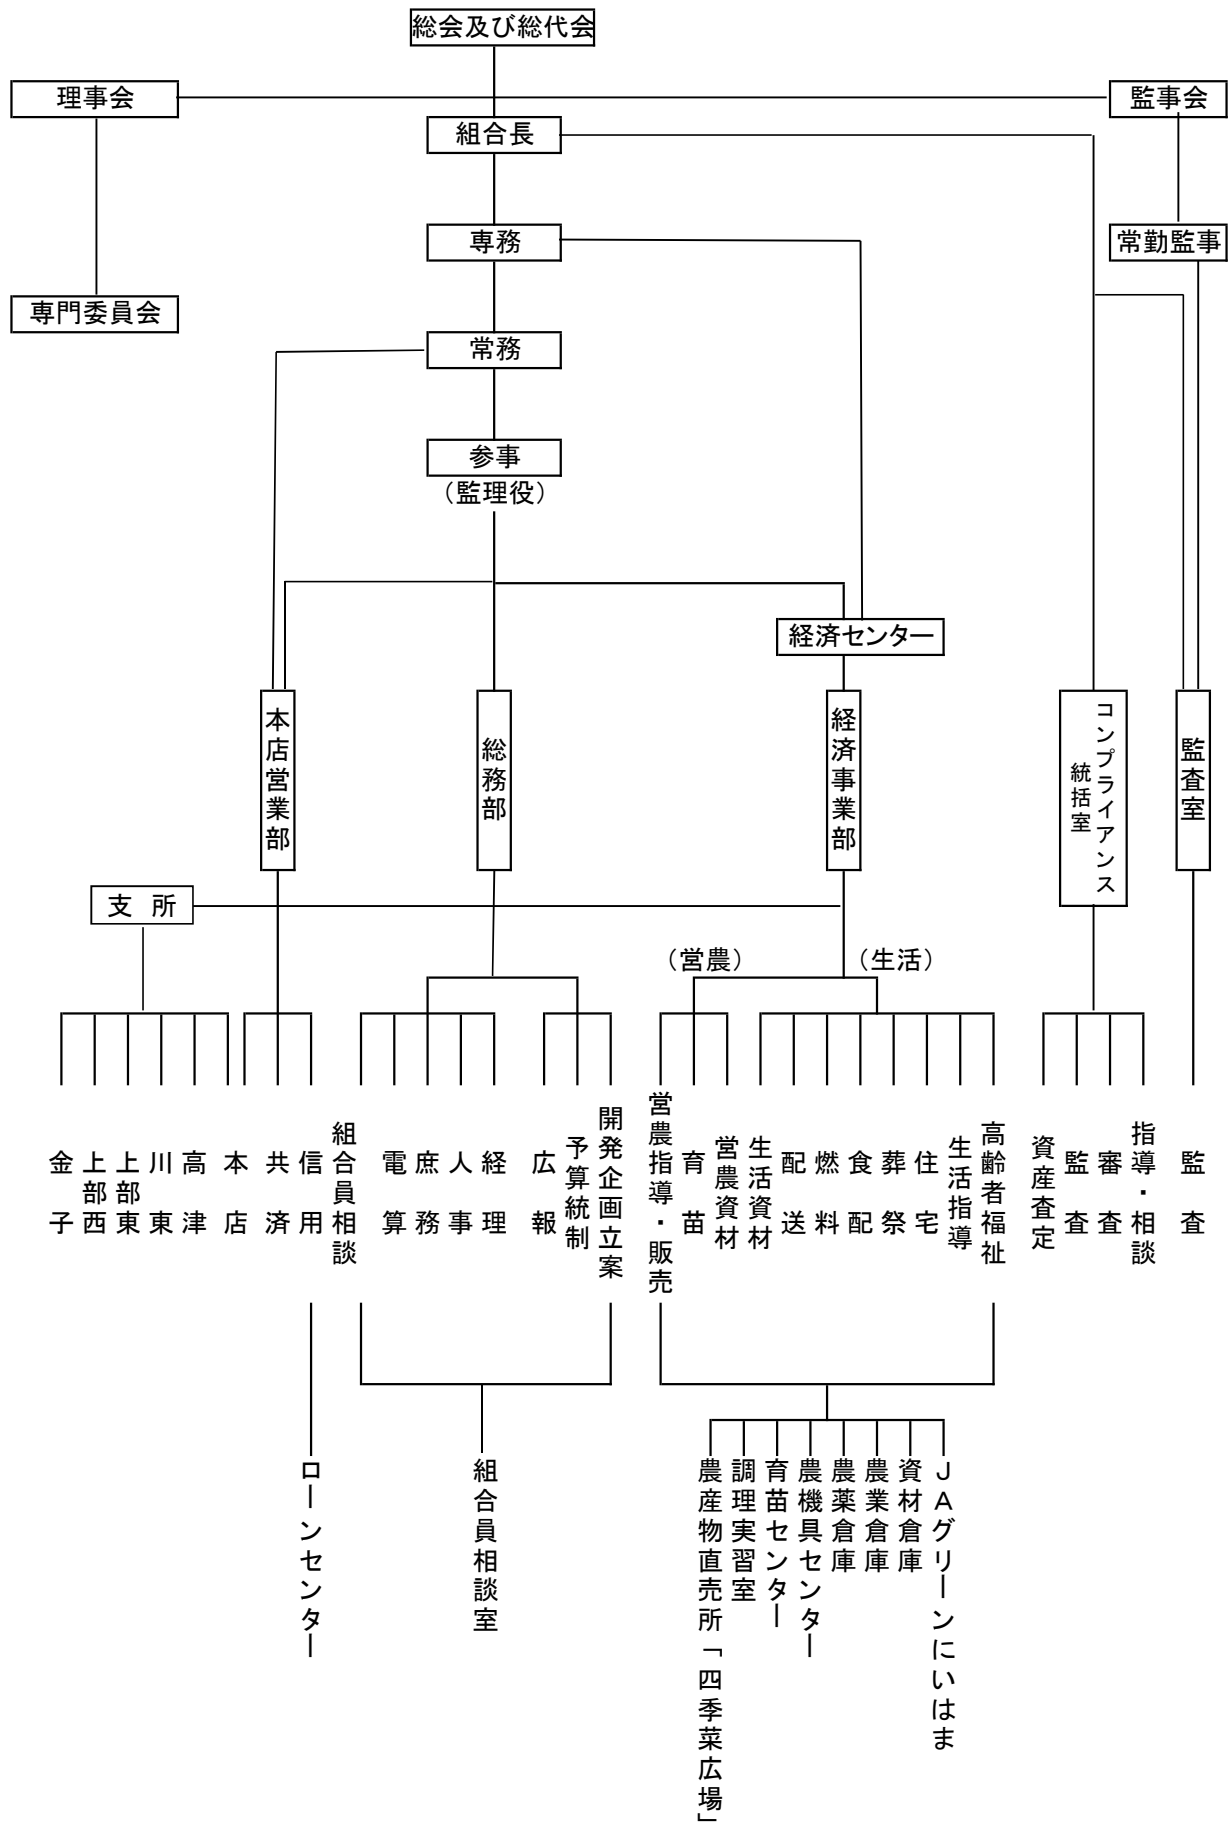 総会及び総代会
理事会
監事会
組合長
専務
常勤監事
専門委員会
常務
参事
（監理役）
経済センター
本店営業部
総務部
経済事業部
コンプライアンス
統括室
監査室
支 所
（営農）
（生活）
金子
上部西
上部東
川東
高津
本店
共済
信用
組合員相談
電算
庶務
人事
経理
広報
予算統制
開発企画立案
営農指導・販売
育苗
営農資材
生活資材
配送
燃料
食配
葬祭
住宅
生活指導
高齢者福祉
資産査定
監査
審査
指導・相談
監査
ローンセンター
組合員相談室
農産物直売所「四季菜広場」
調理実習室
育苗センター
農機具センター
農薬倉庫
農業倉庫
資材倉庫
ＪＡグリーンにいはま